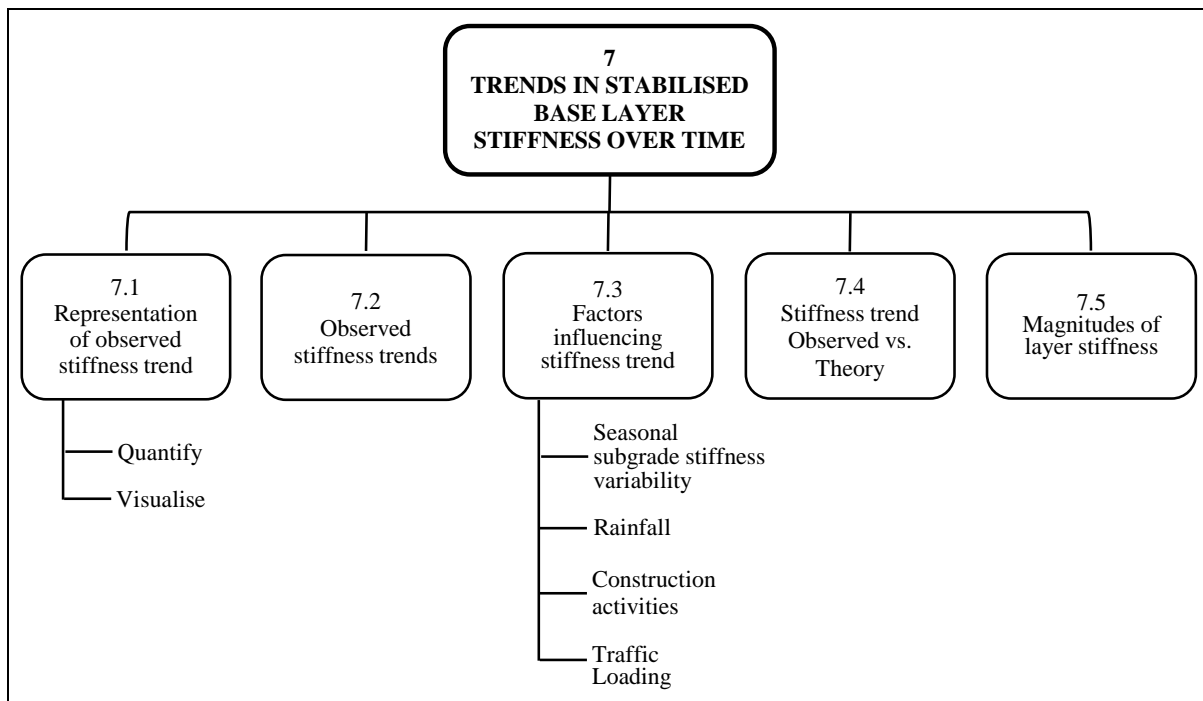 7
TRENDS IN STABILISED
BASE LAYER
STIFFNESS OVER TIME
7.1
Representation
of observed
stiffness trend
7.2
Observed
stiffness trends
7.3
Factors
influencing
stiffness trend
7.4
Stiffness trend
Observed vs.
Theory
7.5
Magnitudes of
layer stiffness
Quantify
Visualise
Seasonal
subgrade stiffness
variability
Rainfall
Construction
activities
Traffic
Loading